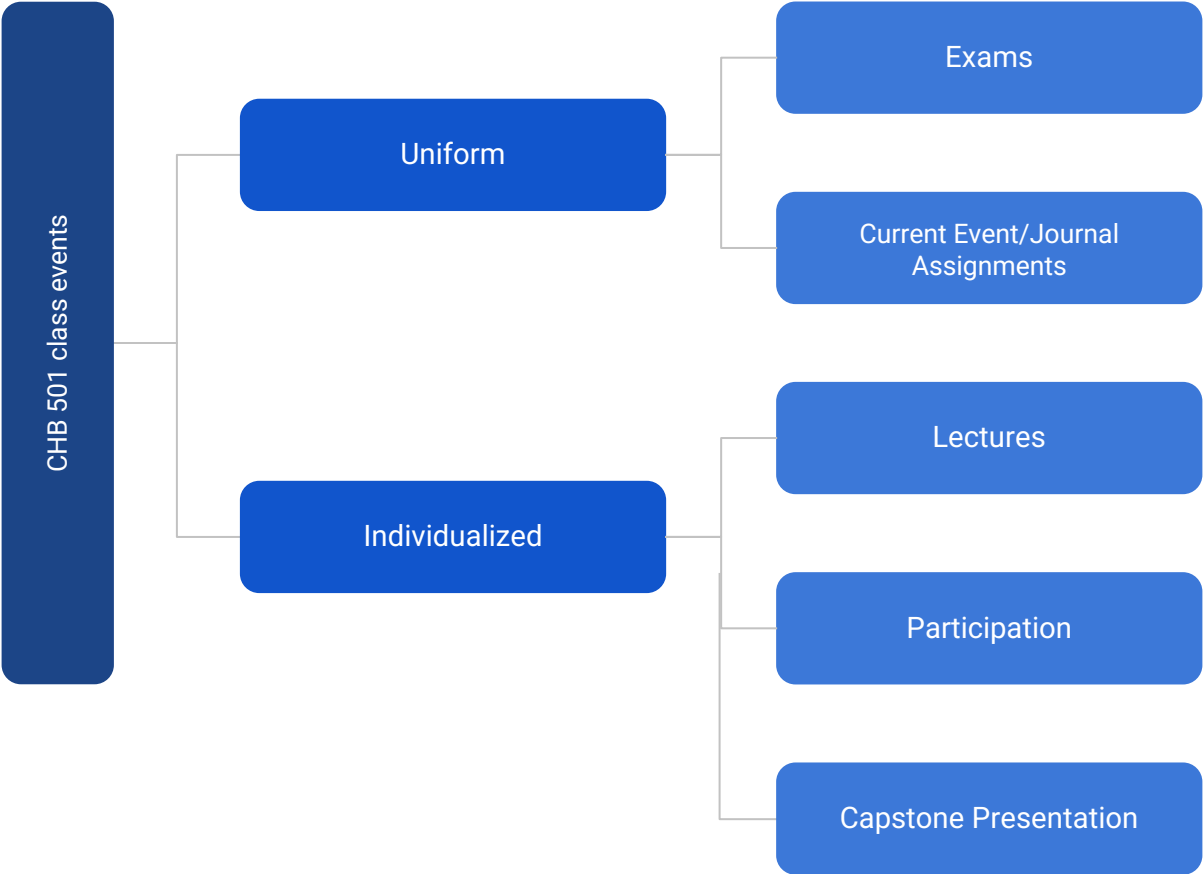 CHB 501 class events
Uniform
Exams
Current Event/Journal
Assignments
Individualized
Lectures
Participation
Capstone Presentation